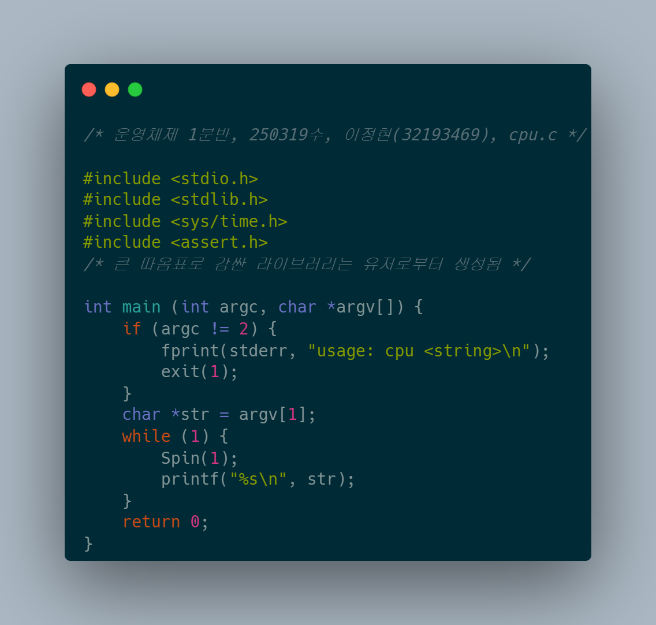 /* 운영체제 1분반, 250319수, 이정현(32193469), cpu.c */
#include <stdio.h>
#include <stdlib.h>
#include <sys/time.h>
#include <assert.h>
/* 큰 따옴표로 감싼 라이브러리는 유저로부터 생성됨 */
int main (int argc, char *argv[]) {
if (argc != 2) {
fprint(stderr, "usage: cpu <string>\n");
exit(1);
}
char *str = argv[1];
while (1) {
Spin(1);
printf("%s\n", str);
}
return 0;
}